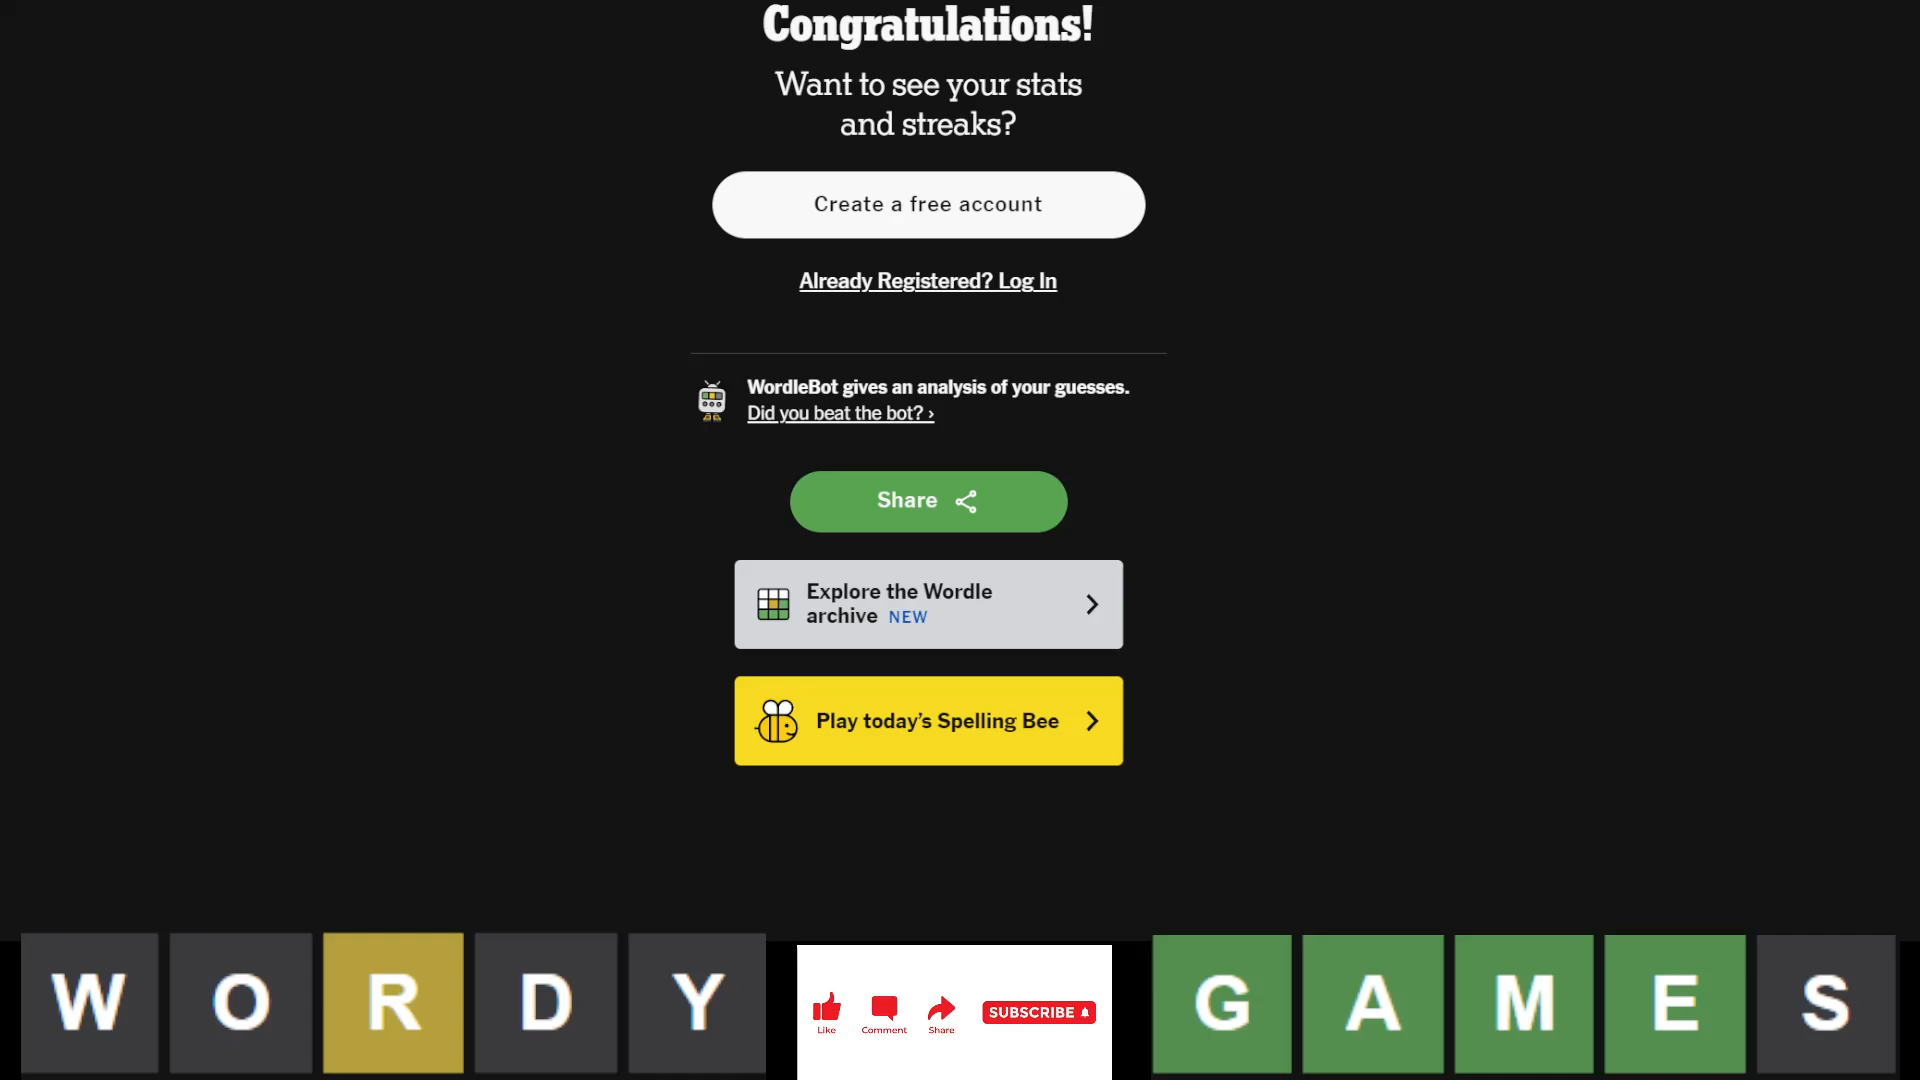 Congratulations!
Want to see your stats
and streaks?
Create a free account
Already Registered? Log In
WordleBot gives an analysis of your guesses.
Did you beat the bot? ›
Share
Explore the Wordle
archive NEW
Play today’s Spelling Bee
WORDY
Like
Comment
Share
SUBSCRIBE
GAMES